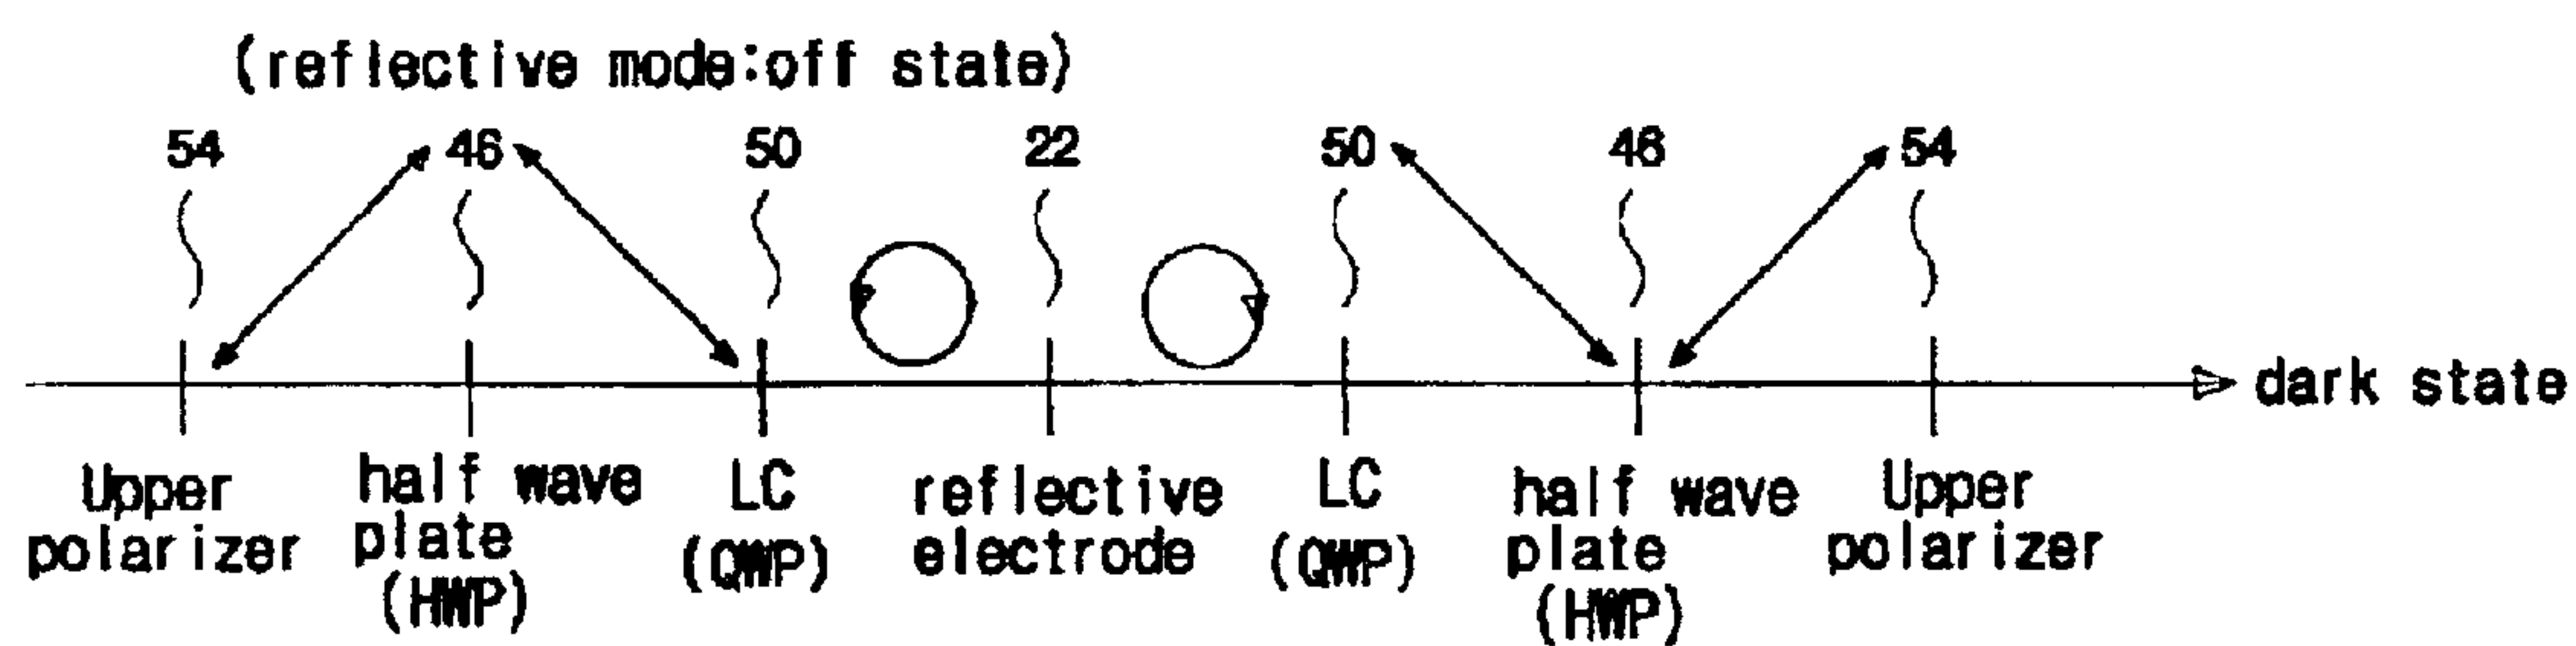 (reflective mode:off state)
54 46 50 22 50 46 54
dark state
Upper
polarizer
half wave
plate
(HWP)
LC
(QWP)
reflective
electrode
LC
(QWP)
half wave
plate
(HWP)
Upper
polarizer